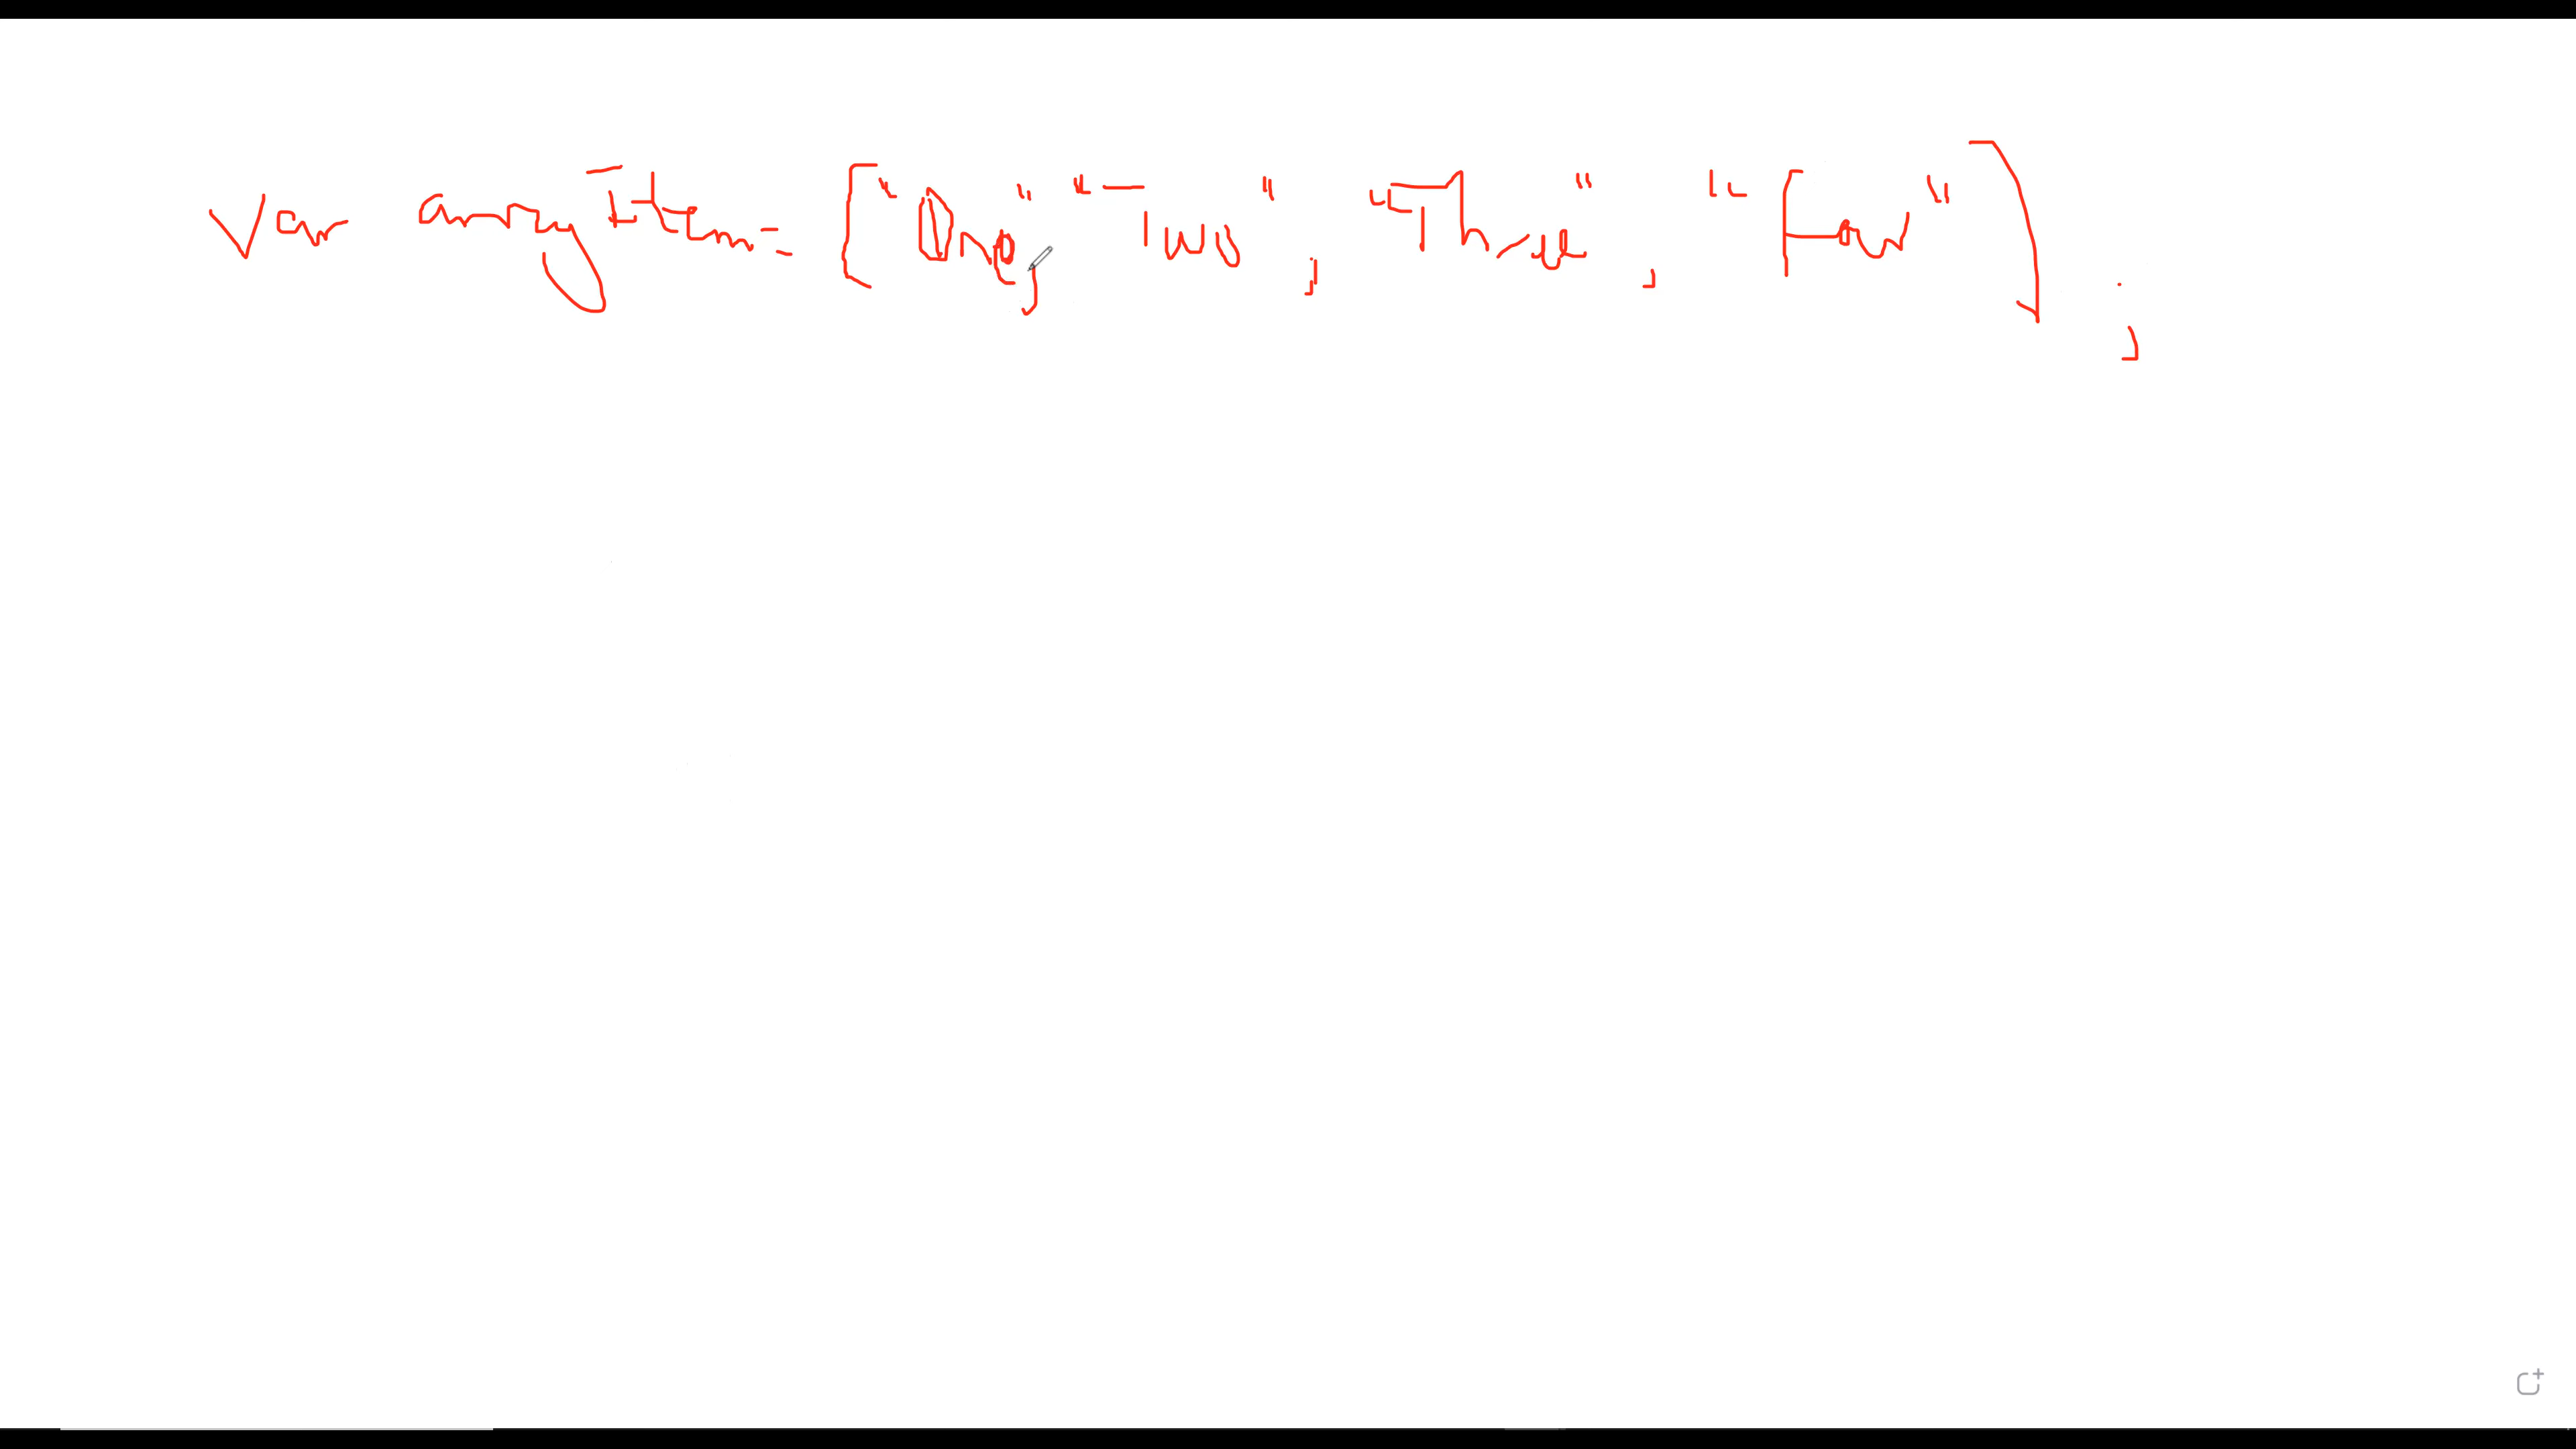 Var arrayItem = ["One", "Two", "Three", "Four"];